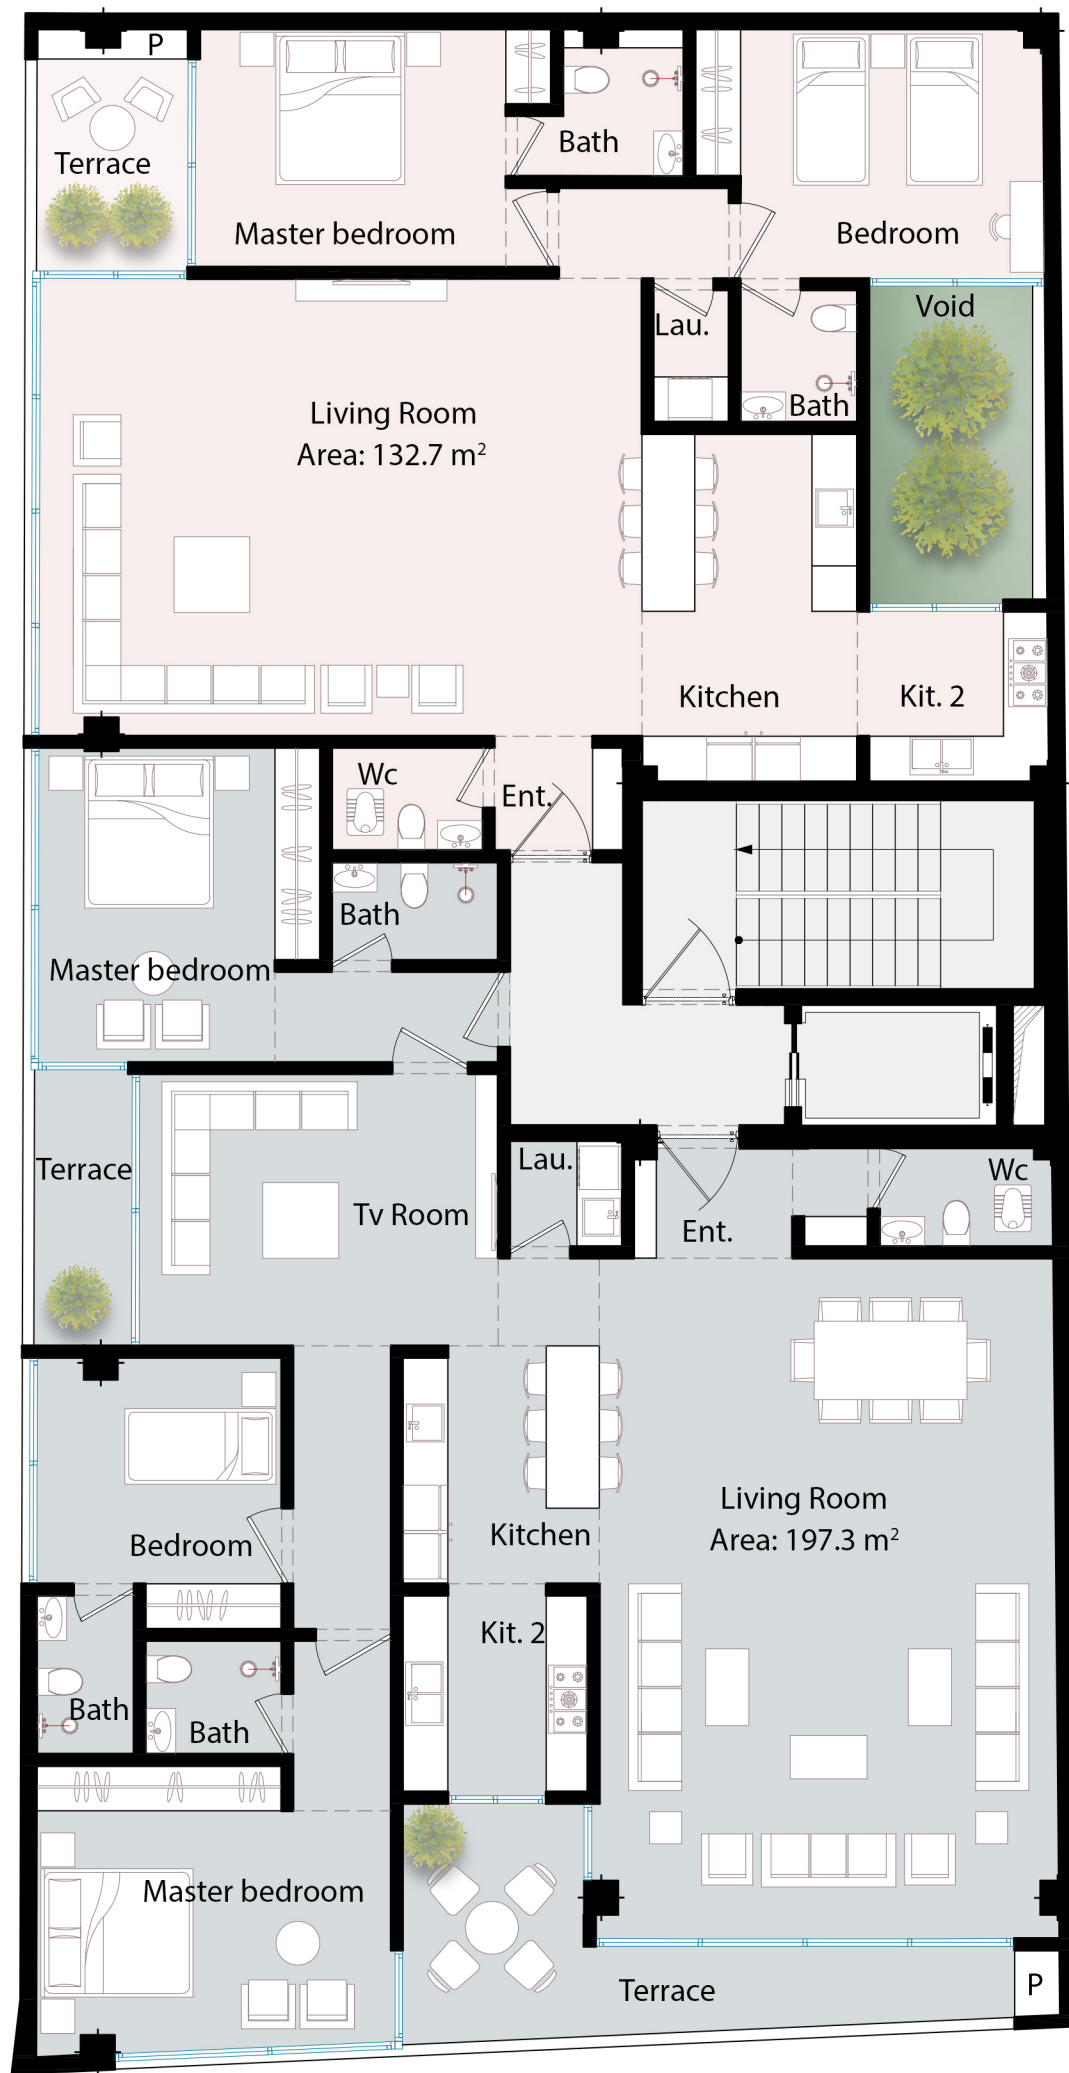 P
Terrace
Bath
Master bedroom
Bedroom
Void
Lau.
Living Room
Bath
Area: 132.7 m²
Kitchen
Kit. 2
Wc
Ent.
Bath
Master bedroom
Lau.
Terrace
Wc
Tv Room
Ent.
Living Room
Area: 197.3 m²
Kitchen
Bedroom
Kit. 2
Bath
Bath
Master bedroom
Terrace
P